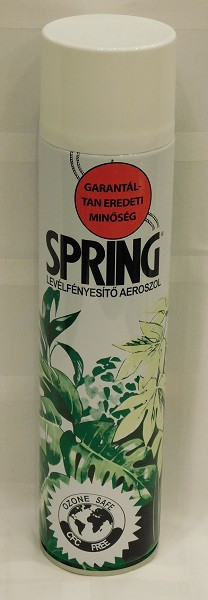 GARANTÁL-
TAN EREDETI
MINŐSÉG
SPRING®
LEVÉLFÉNYESÍTŐ AEROSZOL
OZONE SAFE
CFC FREE